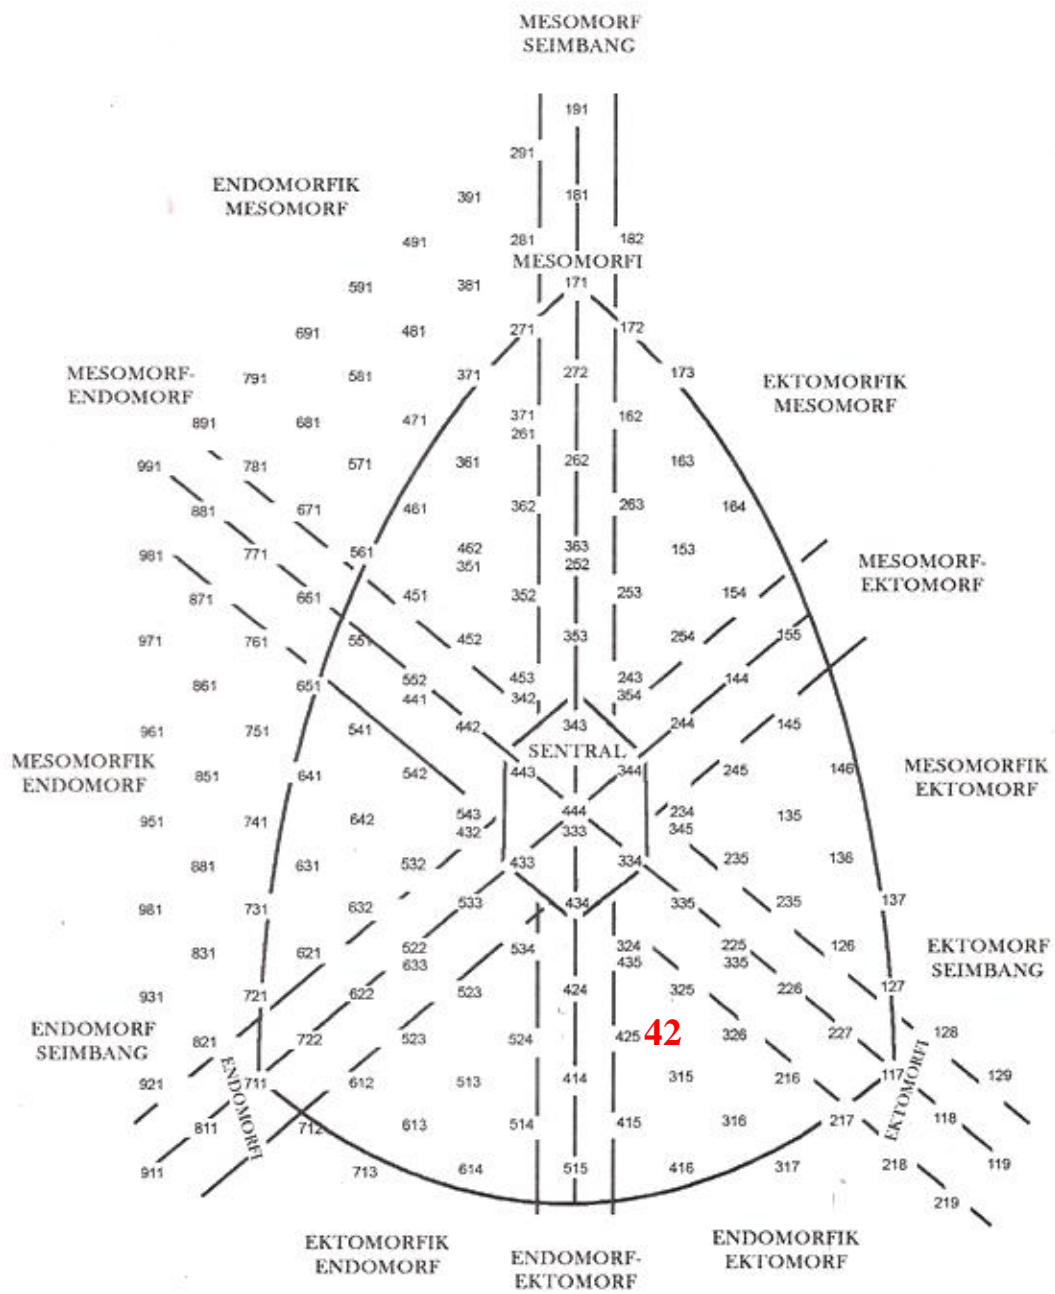 MESOMORF
SEIMBANG
191
291
ENDOMORFIK
MESOMORF
391 181
491 281 182
MESOMORFI
591 381 171
691 481 271 172
MESOMORF-
ENDOMORF
791 581 371 272 173
EKTOMORFIK
MESOMORF
891 681 471 371 162
261
991 781 571 361 262 163
881 671 461 362 263 164
981 771 561 462 363 153
351 252
MESOMORF-
EKTOMORF
871 661 451 352 253 154
971 761 551 452 353 254 155
861 651 552 453 243 144
441 342 354
961 751 541 442 343 244 145
MESOMORFIK
ENDOMORF
SENTRAL
MESOMORFIK
EKTOMORF
851 641 542 443 344 245 146
951 741 642 543 444 234 135
432 333 345
881 631 532 433 334 235 136
981 731 632 533 434 335 235 137
831 621 522 534 324 225 126
633 435 335
EKTOMORF
SEIMBANG
931 721 622 523 424 325 226 127
ENDOMORF
SEIMBANG
821 722 523 524 425 42 326 227 128
921 711 612 513 414 315 216 117 129
ENDOMORFI
EKTOMORFI
811 712 613 514 415 316 217 118
911 713 614 515 416 317 218 119
219
EKTOMORFIK
ENDOMORF
ENDOMORF-
EKTOMORF
ENDOMORFIK
EKTOMORF